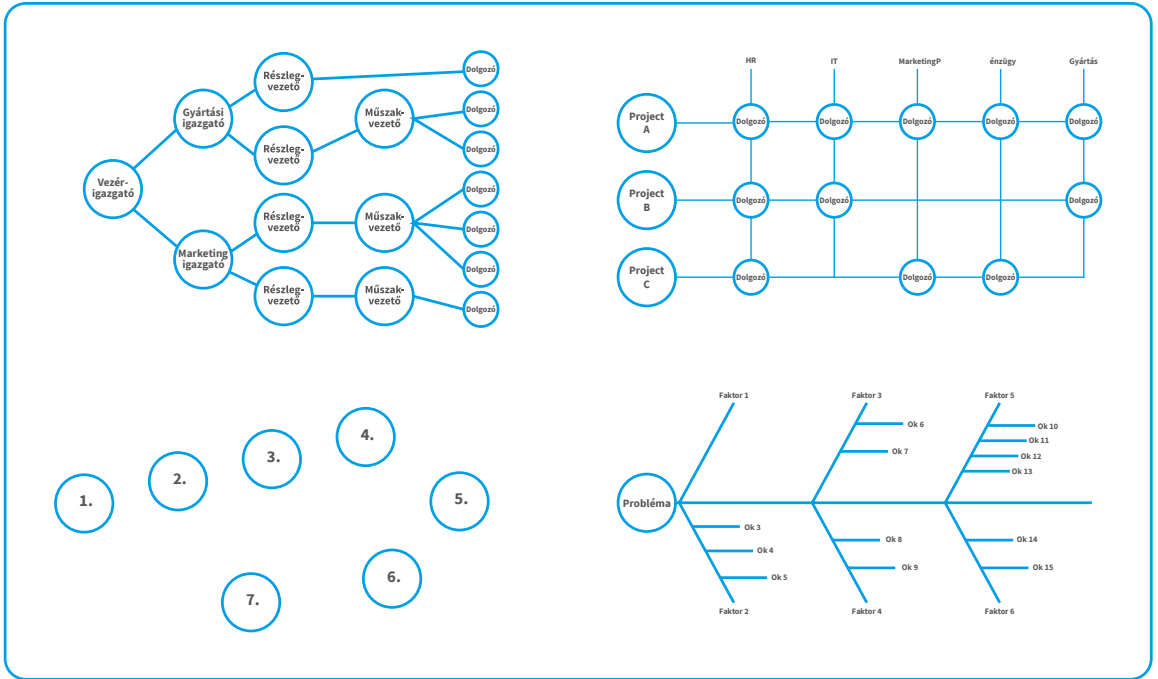 Vezér-
igazgató
Gyártási
igazgató
Marketing
igazgató
Részleg-
vezető
Részleg-
vezető
Részleg-
vezető
Részleg-
vezető
Műszak-
vezető
Műszak-
vezető
Műszak-
vezető
Dolgozó
Dolgozó
Dolgozó
Dolgozó
Dolgozó
Dolgozó
Dolgozó
HR IT MarketingP énzügy Gyártás
Project
A
Dolgozó Dolgozó Dolgozó Dolgozó Dolgozó
Project
B
Dolgozó Dolgozó Dolgozó
Project
C
Dolgozó Dolgozó Dolgozó
1.
2.
3.
4.
5.
6.
7.
Probléma
Faktor 1
Faktor 3
Faktor 5
Ok 6
Ok 7
Ok 10
Ok 11
Ok 12
Ok 13
Ok 3
Ok 4
Ok 5
Ok 8
Ok 9
Ok 14
Ok 15
Faktor 2
Faktor 4
Faktor 6